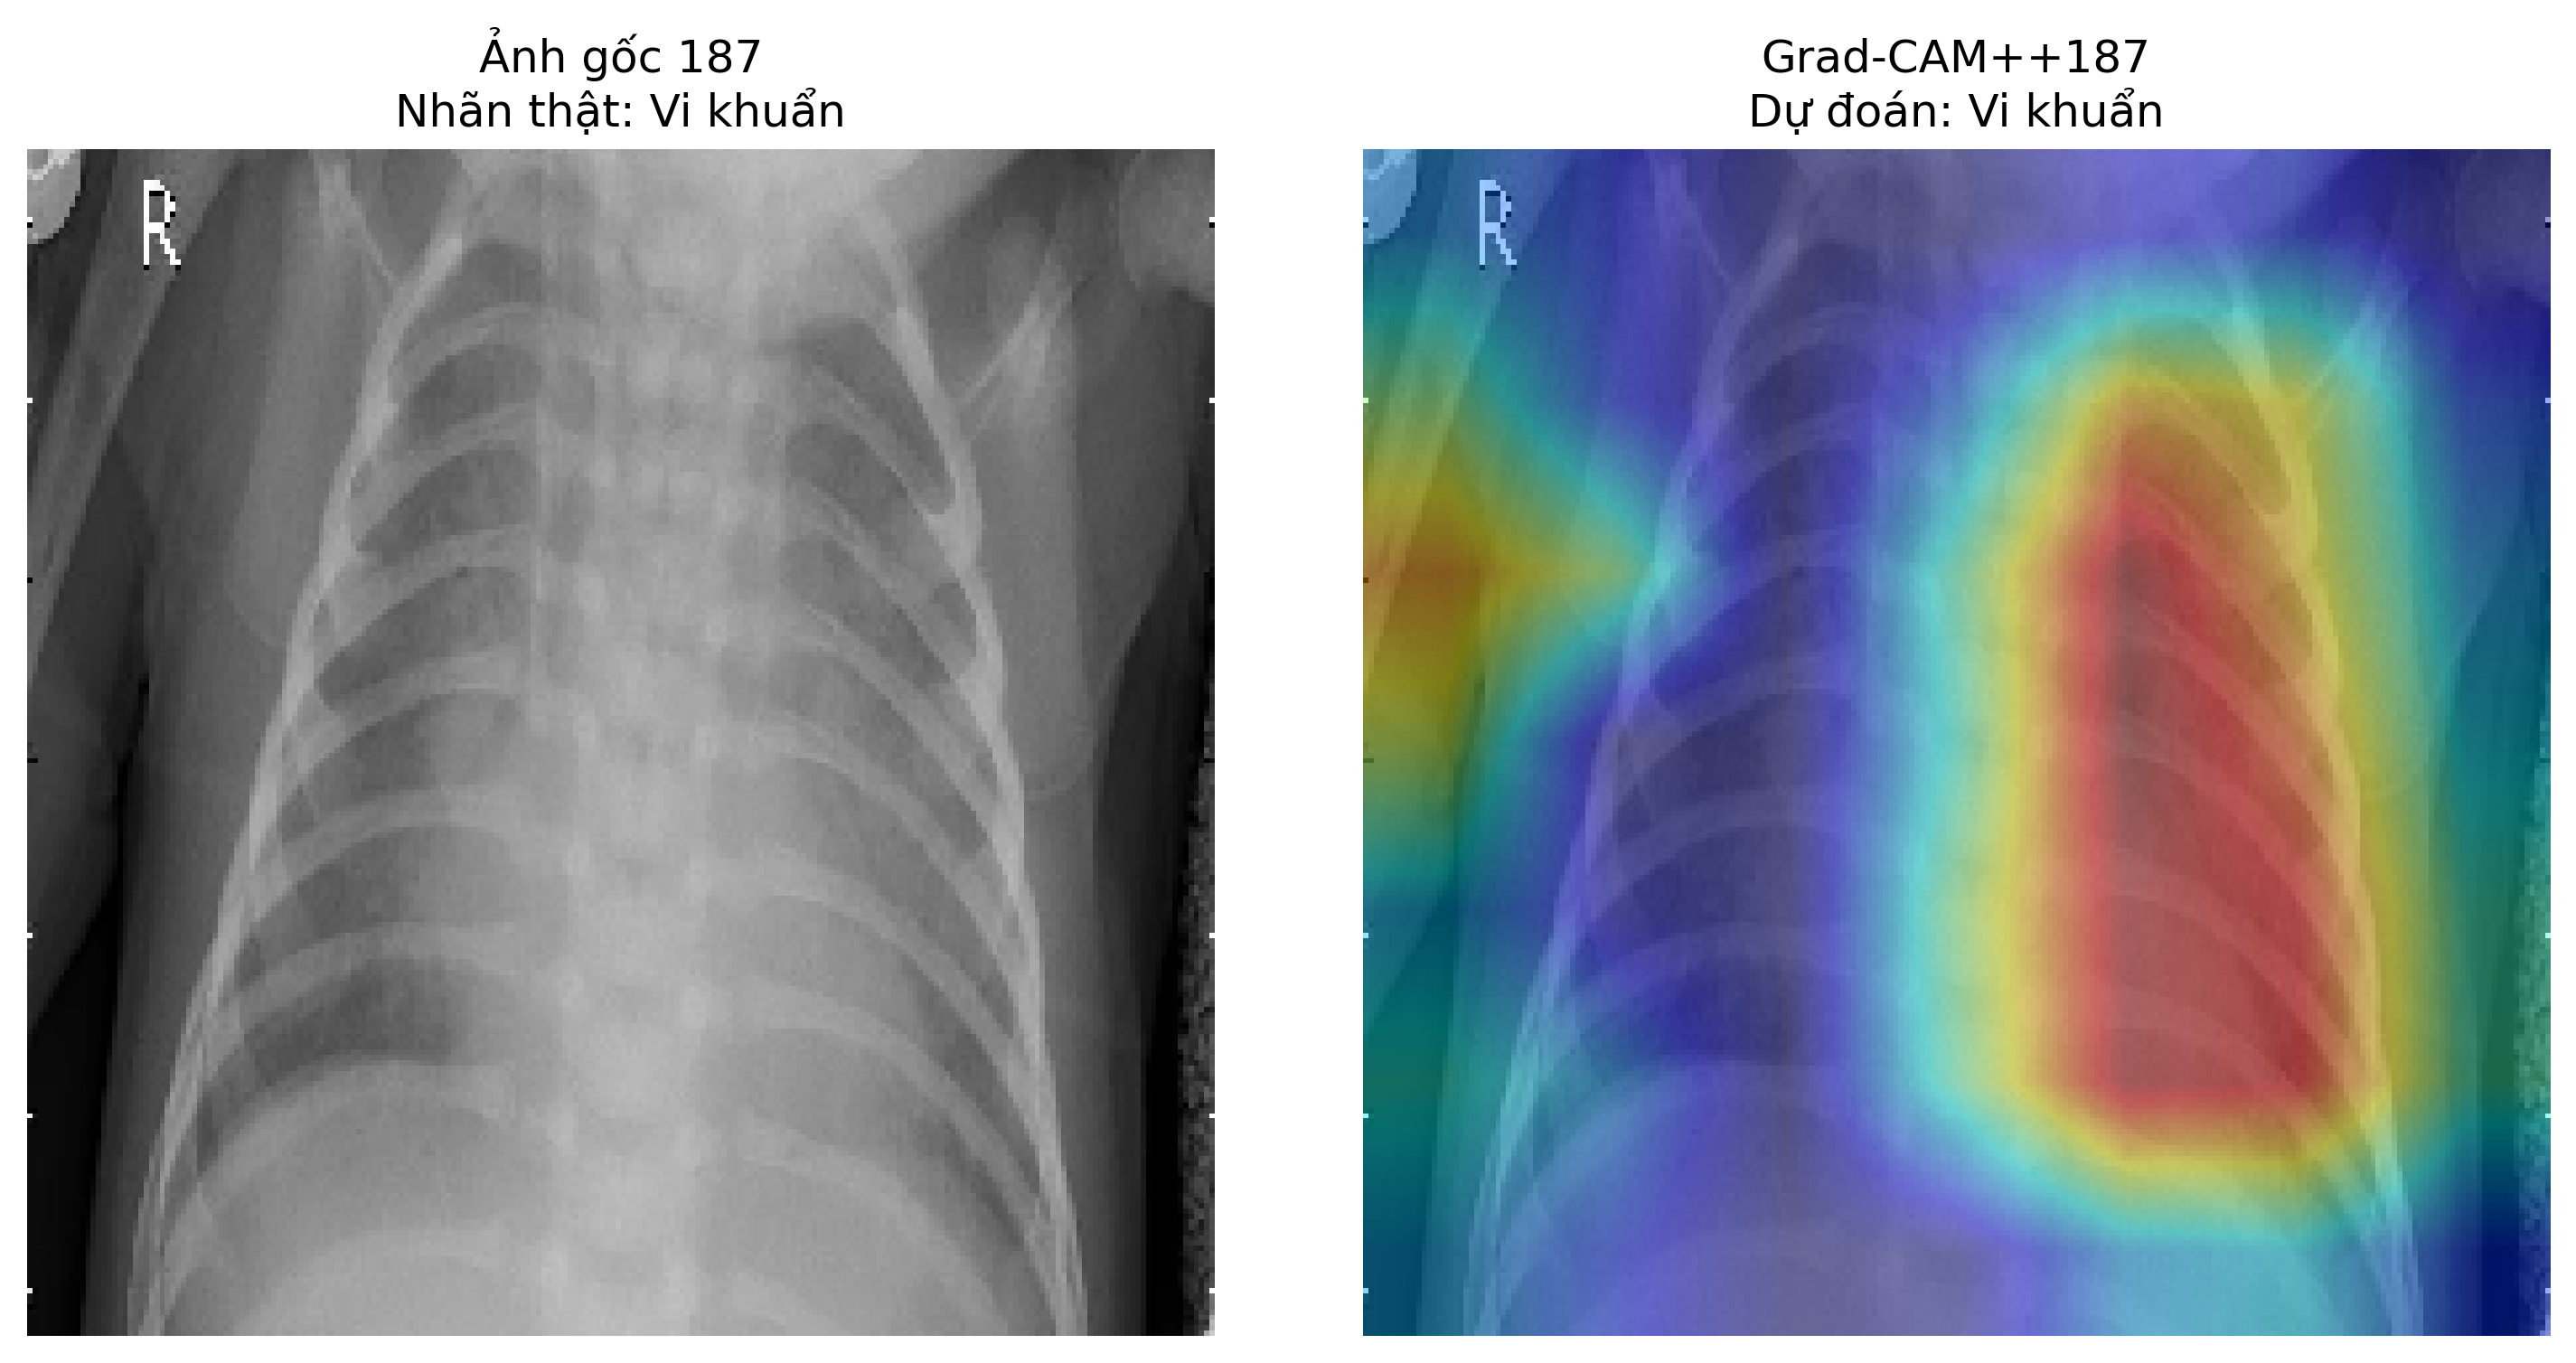 Ảnh gốc 187
Nhãn thật: Vi khuẩn
R
Grad-CAM++187
Dự đoán: Vi khuẩn
R